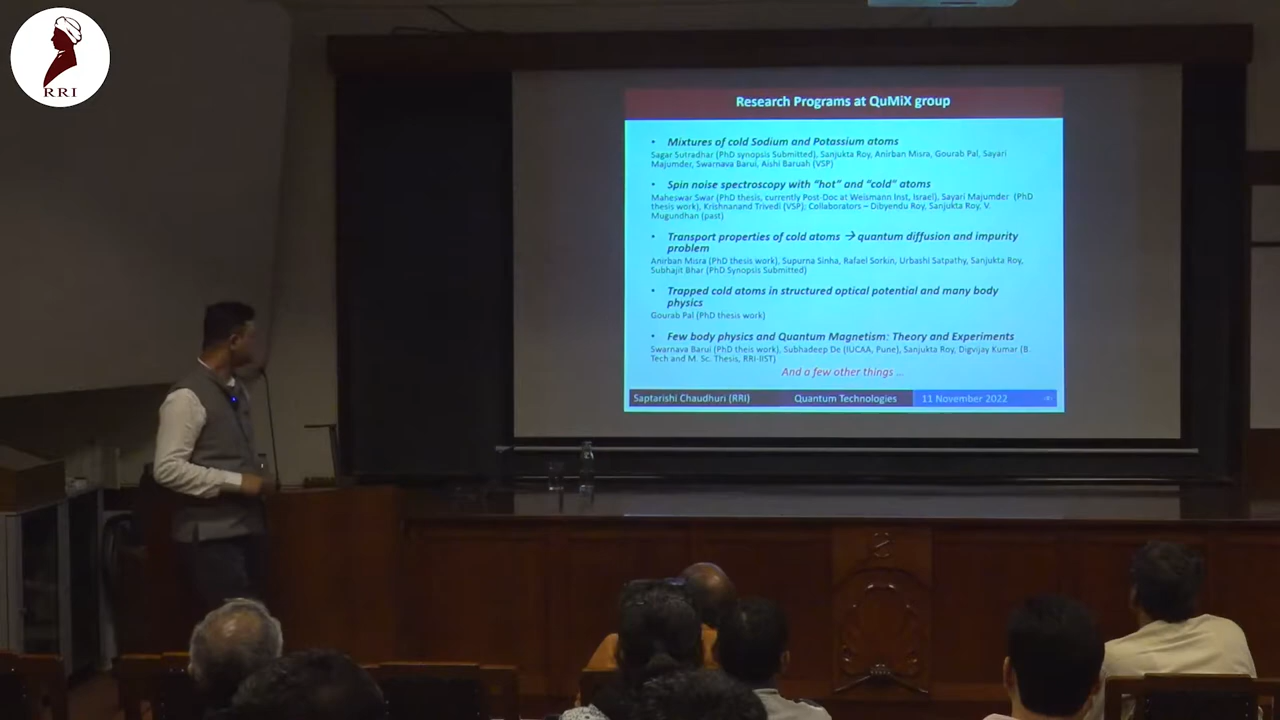 RRI
Research Programs at QuMiX group
• Mixtures of cold Sodium and Potassium atoms
Sagar Sutradhar (PhD synopsis Submitted), Sanjukta Roy, Anirban Misra, Gourab Pal, Sayari
Majumder, Swarnava Barui, Aishi Baruah (VSP)
• Spin noise spectroscopy with “hot” and “cold” atoms
Maheswar Swar (PhD thesis, currently Post-Doc at Weismann Inst, Israel), Sayari Majumder (PhD
thesis work), Krishnanand Trivedi (VSP), Collaborators – Dibyendu Roy, Sanjukta Roy, V.
Mugundhan (past)
• Transport properties of cold atoms → quantum diffusion and impurity
problem
Anirban Misra (PhD thesis work), Supurna Sinha, Rafael Sorkin, Urbashi Satpathy, Sanjukta Roy,
Subhajit Bhar (PhD Synopsis Submitted)
• Trapped cold atoms in structured optical potential and many body
physics
Gourab Pal (PhD thesis work)
• Few body physics and Quantum Magnetism: Theory and Experiments
Swarnava Barui (PhD theis work), Subhadeep De (IUCAA, Pune), Sanjukta Roy, Digvijay Kumar (B.
Tech and M. Sc. Thesis, RRI-IIST)
And a few other things ...
Saptarishi Chaudhuri (RRI) Quantum Technologies 11 November 2022